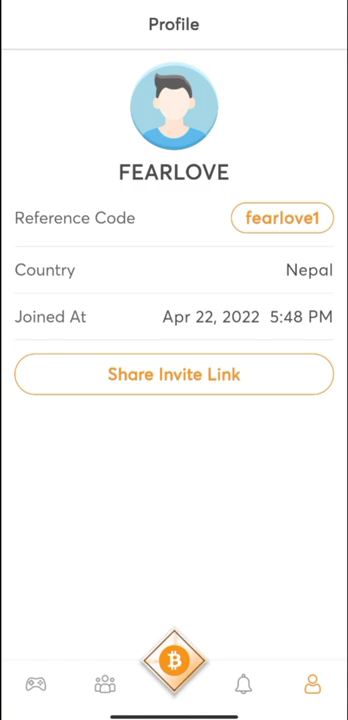 Profile
FEARLOVE
Reference Code fearlove1
Country Nepal
Joined At Apr 22, 2022 5:48 PM
Share Invite Link